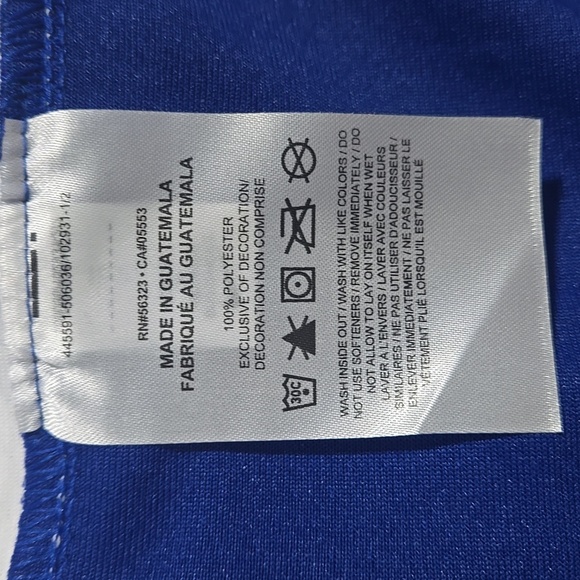 445591-505036/102931-1/2
RN#56323 • CA#05553
MADE IN GUATEMALA
FABRIQUÉ AU GUATEMALA
100% POLYESTER
EXCLUSIVE OF DECORATION/
DECORATION NON COMPRISE
30C
WASH INSIDE OUT / WASH WITH LIKE COLORS / DO
NOT USE SOFTENERS / REMOVE IMMEDIATELY / DO
NOT ALLOW TO LAY ON ITSELF WHEN WET
LAVER À L'ENVERS / LAVER AVEC COULEURS
SIMILAIRES / NE PAS UTILISER D'ADOUCISSEUR /
ENLEVER IMMÉDIATEMENT / NE PAS LAISSER LE
VÊTEMENT PLIÉ LORSQU'IL EST MOUILLÉ